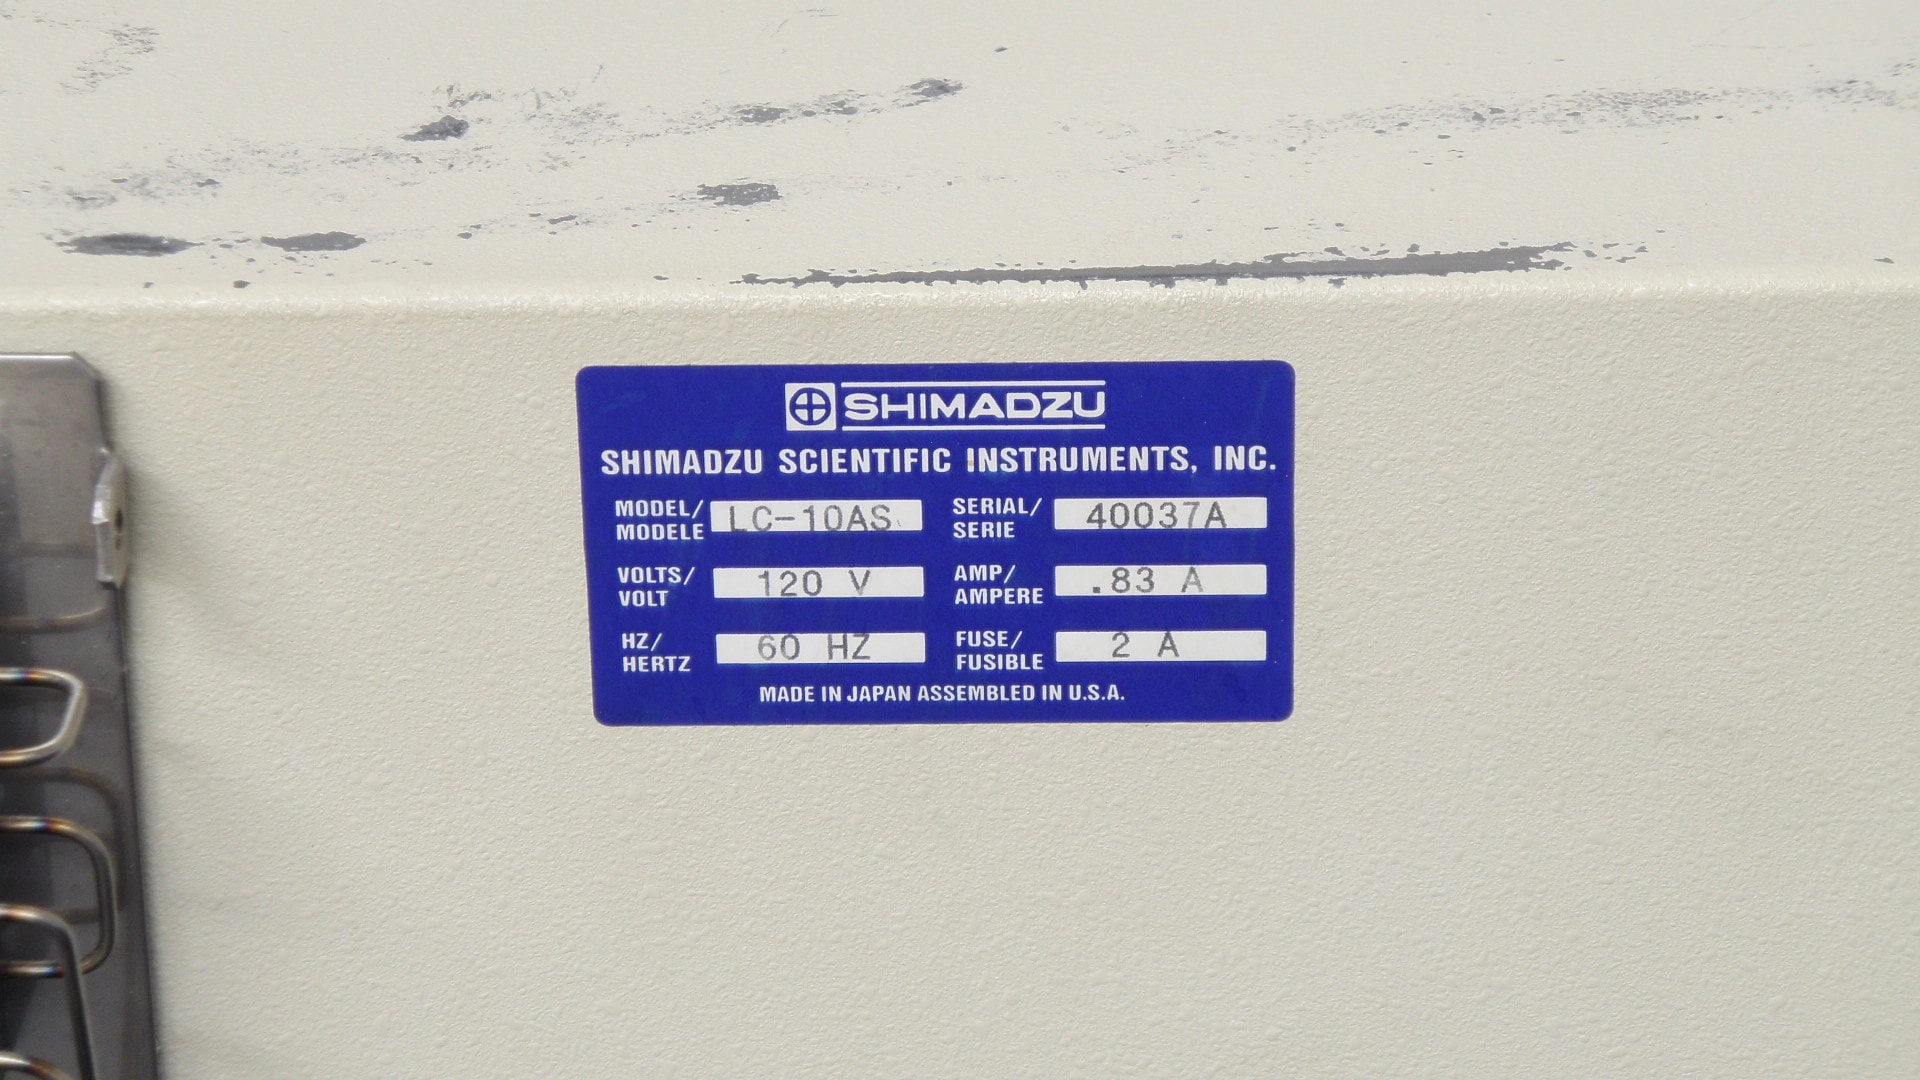 SHIMADZU
SHIMADZU SCIENTIFIC INSTRUMENTS, INC.
MODEL/
MODELE LC-10AS
SERIAL/
SERIE 40037A
VOLTS/
VOLT 120 V
AMP/
AMPERE .83 A
HZ/
HERTZ 60 HZ
FUSE/
FUSIBLE 2 A
MADE IN JAPAN ASSEMBLED IN U.S.A.